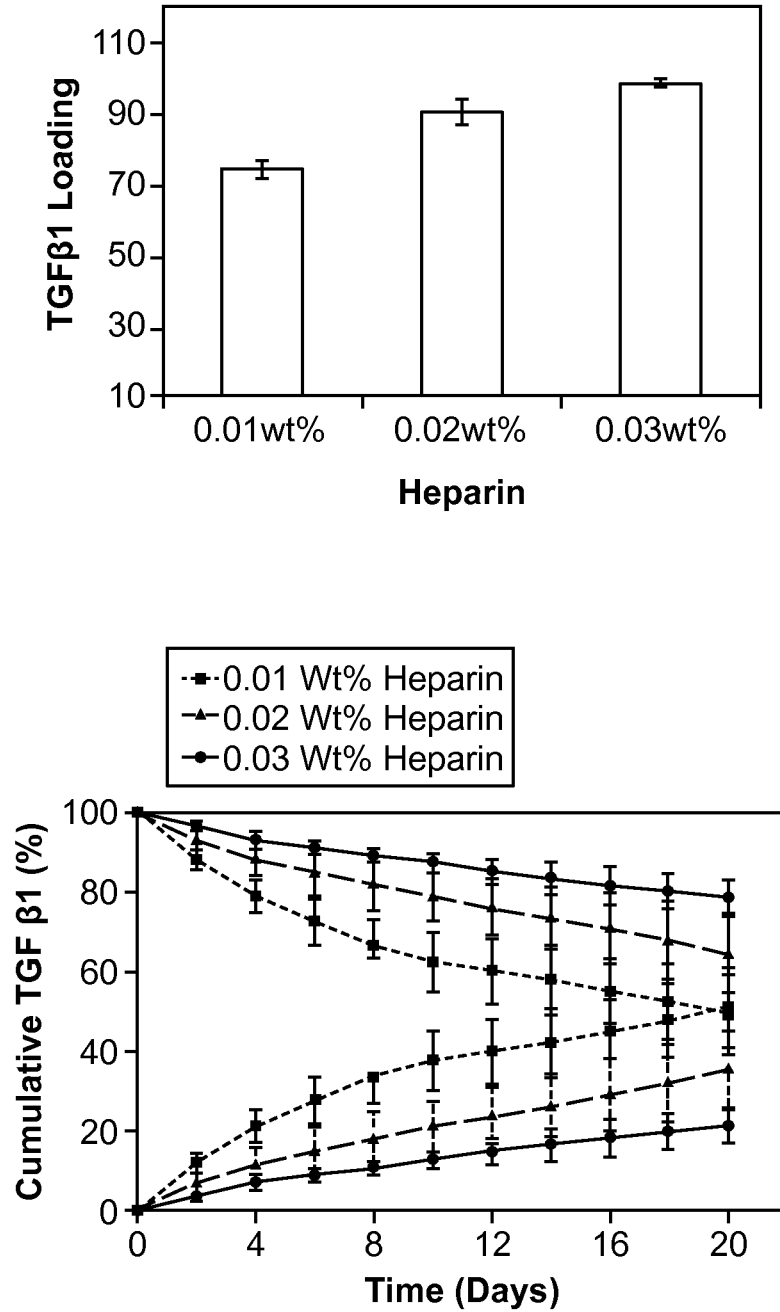 TGFβ1 Loading
110
90
70
50
30
10
0.01wt% 0.02wt% 0.03wt%
Heparin
0.01 Wt% Heparin
0.02 Wt% Heparin
0.03 Wt% Heparin
Cumulative TGF β1 (%)
100
80
60
40
20
0
0 4 8 12 16 20
Time (Days)